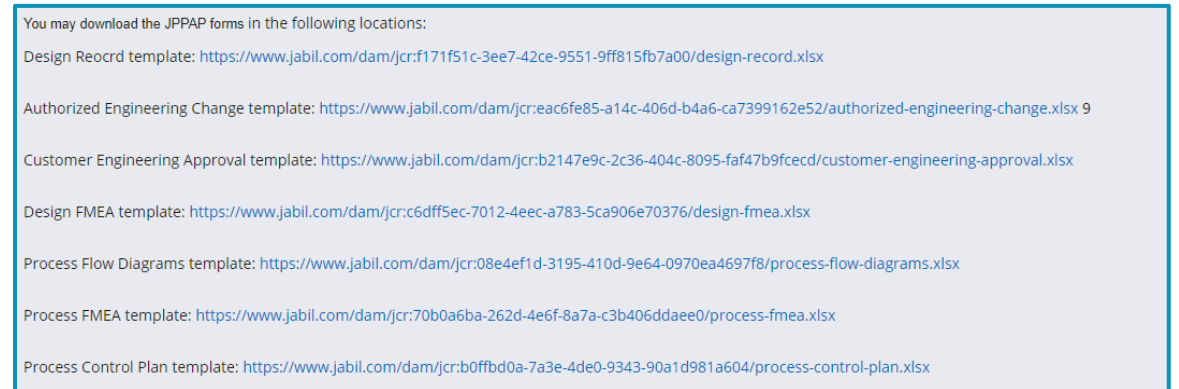 You may download the JPPAP forms in the following locations:
Design Reocrd template: https://www.jabil.com/dam/jcr:f171f51c-3ee7-42ce-9551-9ff815fb7a00/design-record.xlsx
Authorized Engineering Change template: https://www.jabil.com/dam/jcr:eac6fe85-a14c-406d-b4a6-ca7399162e52/authorized-engineering-change.xlsx 9
Customer Engineering Approval template: https://www.jabil.com/dam/jcr:b2147e9c-2c36-404c-8095-faf47b9fcecd/customer-engineering-approval.xlsx
Design FMEA template: https://www.jabil.com/dam/jcr:c6dff5ec-7012-4eec-a783-5ca906e70376/design-fmea.xlsx
Process Flow Diagrams template: https://www.jabil.com/dam/jcr:08e4ef1d-3195-410d-9e64-0970ea4697f8/process-flow-diagrams.xlsx
Process FMEA template: https://www.jabil.com/dam/jcr:70b0a6ba-262d-4e6f-8a7a-c3b406ddaee0/process-fmea.xlsx
Process Control Plan template: https://www.jabil.com/dam/jcr:b0ffbd0a-7a3e-4de0-9343-90a1d981a604/process-control-plan.xlsx